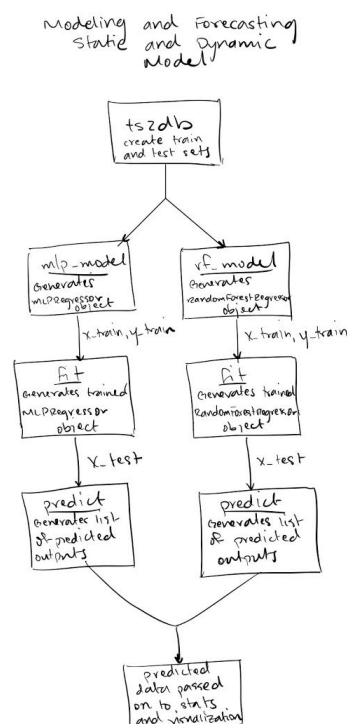 Modeling and Forecasting
Static and Dynamic
Model
ts2db
create train
and test sets
mlp_model
Generates
MLPRegressor
object
rf_model
Generates
RandomForestRegressor
object
x_train, y_train
x_train, y_train
fit
Generates trained
MLPRegressor
object
fit
Generates trained
RandomForestRegressor
object
x_test
x_test
predict
Generates list
of predicted
outputs
predict
Generates list
of predicted
outputs
predicted
data passed
on to stats
and visualization